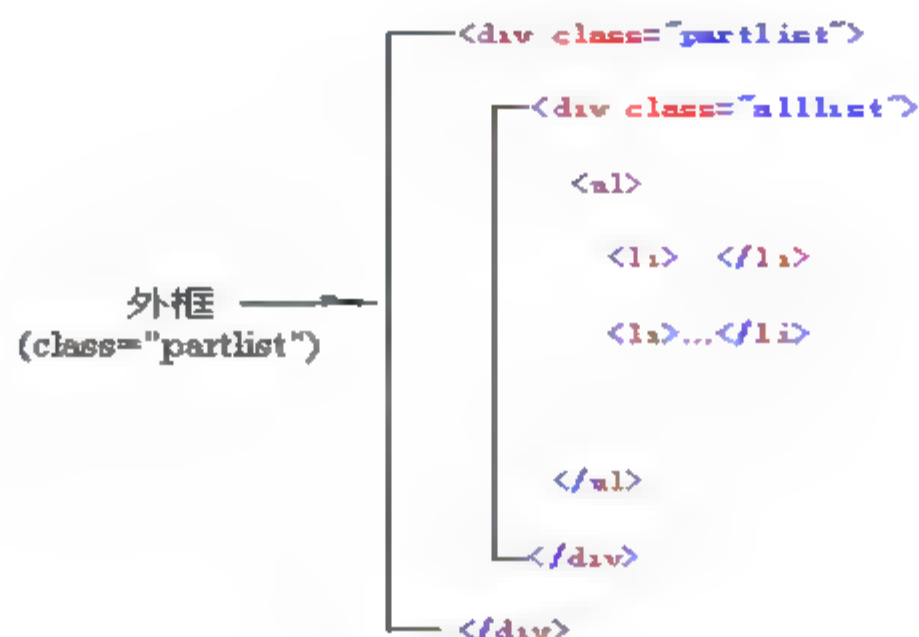 <div class="partlist">
<div class="alllist">
<ul>
<li> </li>
<li>...</li>
外框
(class="partlist")
</ul>
</div>
</div>